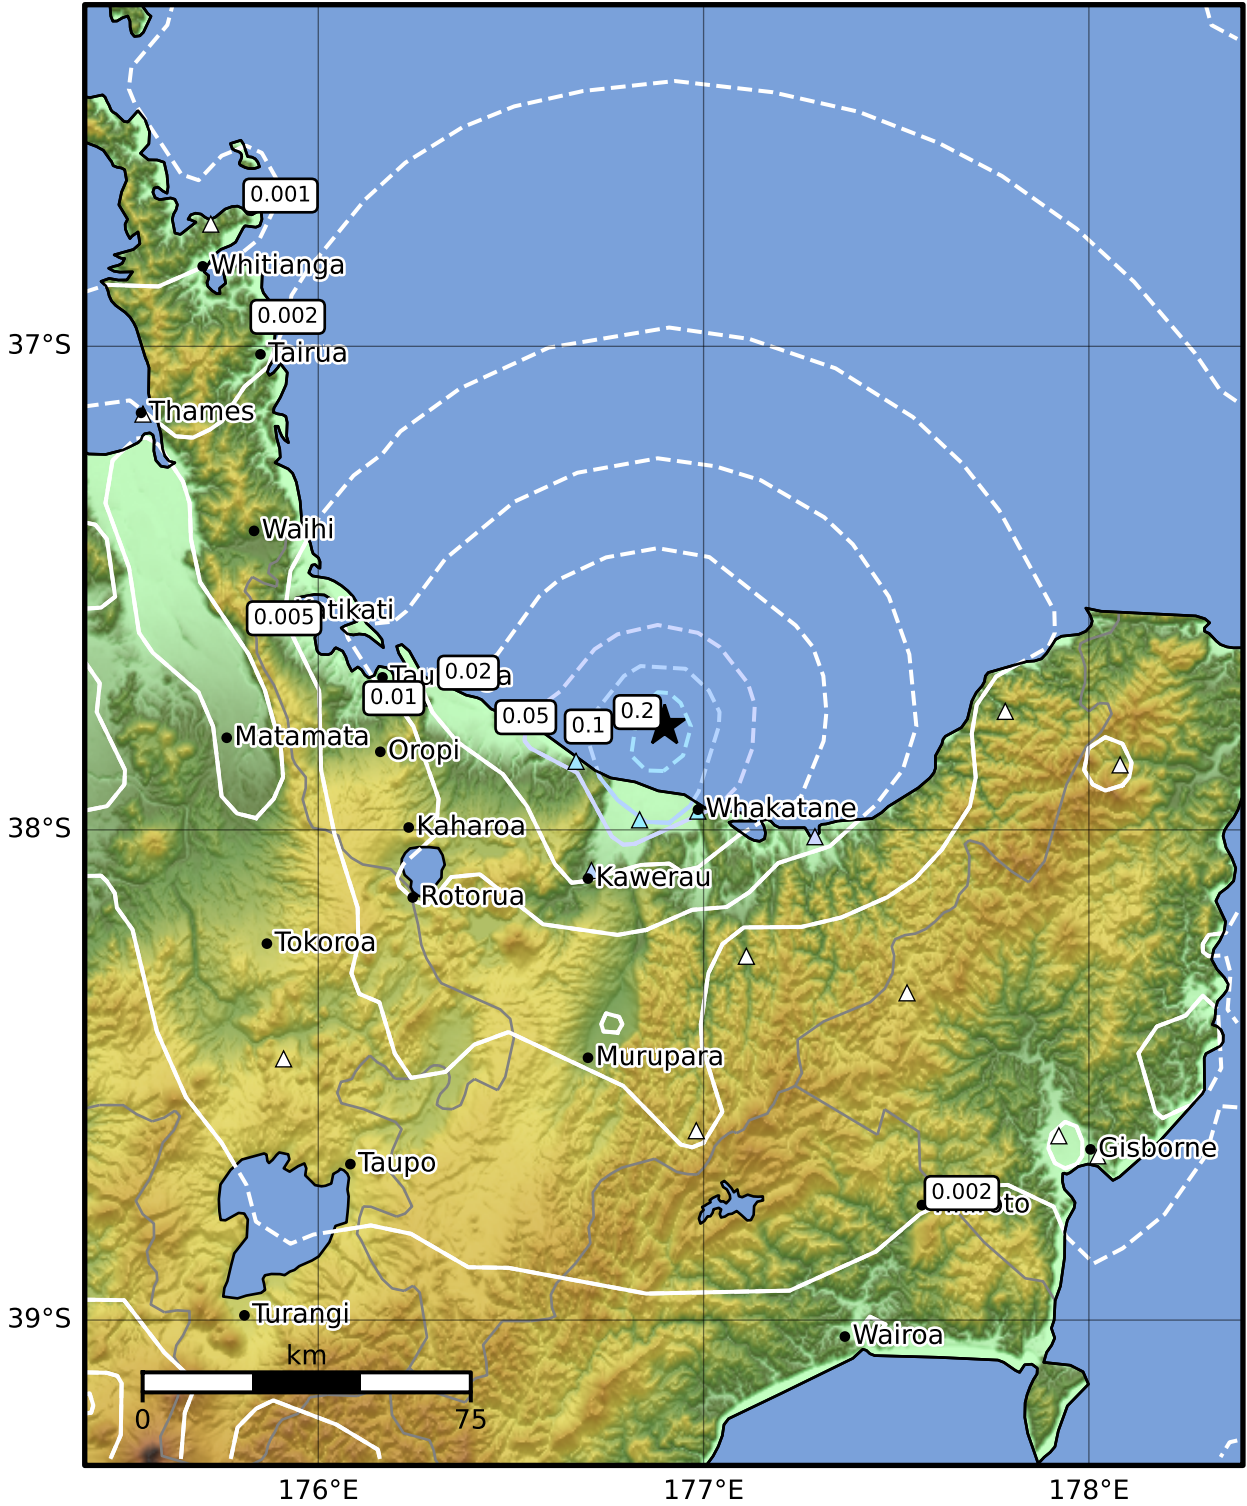 0.001
Whitianga
0.002
37°S
Tairua
Thames
Waihi
0.005
tikati
0.02
0.01
0.05
0.2
0.1
Matamata
Oropi
Whakatane
38°S
Kaharoa
Kawerau
Rotorua
Tokoroa
Murupara
Gisborne
Taupo
0.002
39°S
Turangi
Wairoa
km
0
75
176°E
177°E
178°E